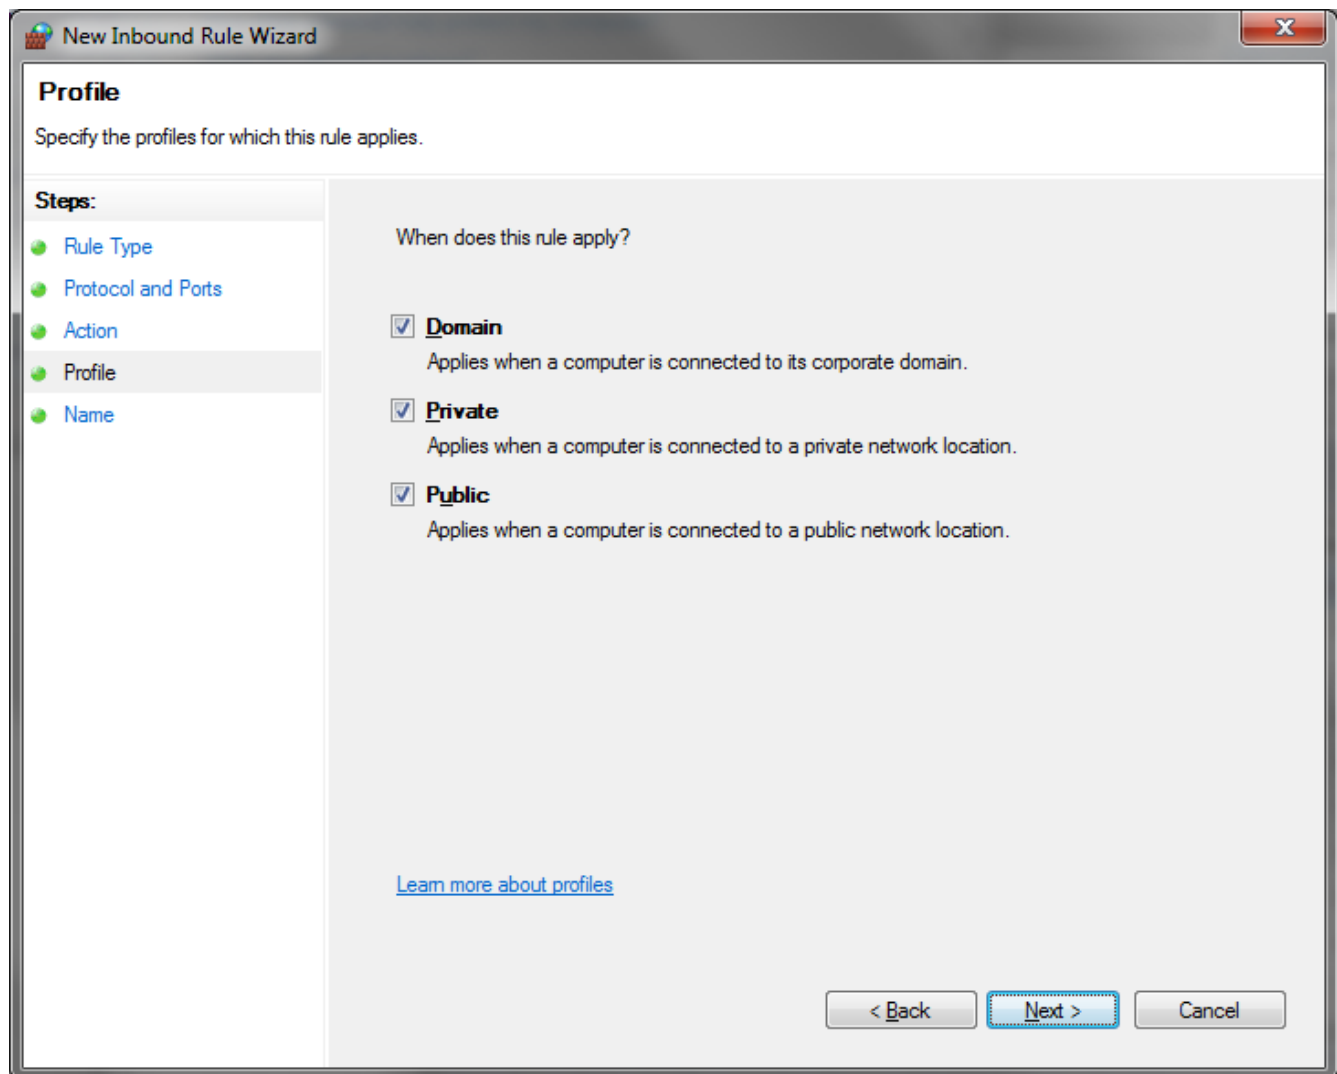 New Inbound Rule Wizard
X
Profile
Specify the profiles for which this rule applies.
Steps:
Rule Type
Protocol and Ports
Action
Profile
Name
When does this rule apply?
Domain
Applies when a computer is connected to its corporate domain.
Private
Applies when a computer is connected to a private network location.
Public
Applies when a computer is connected to a public network location.
Learn more about profiles
< Back
Next >
Cancel